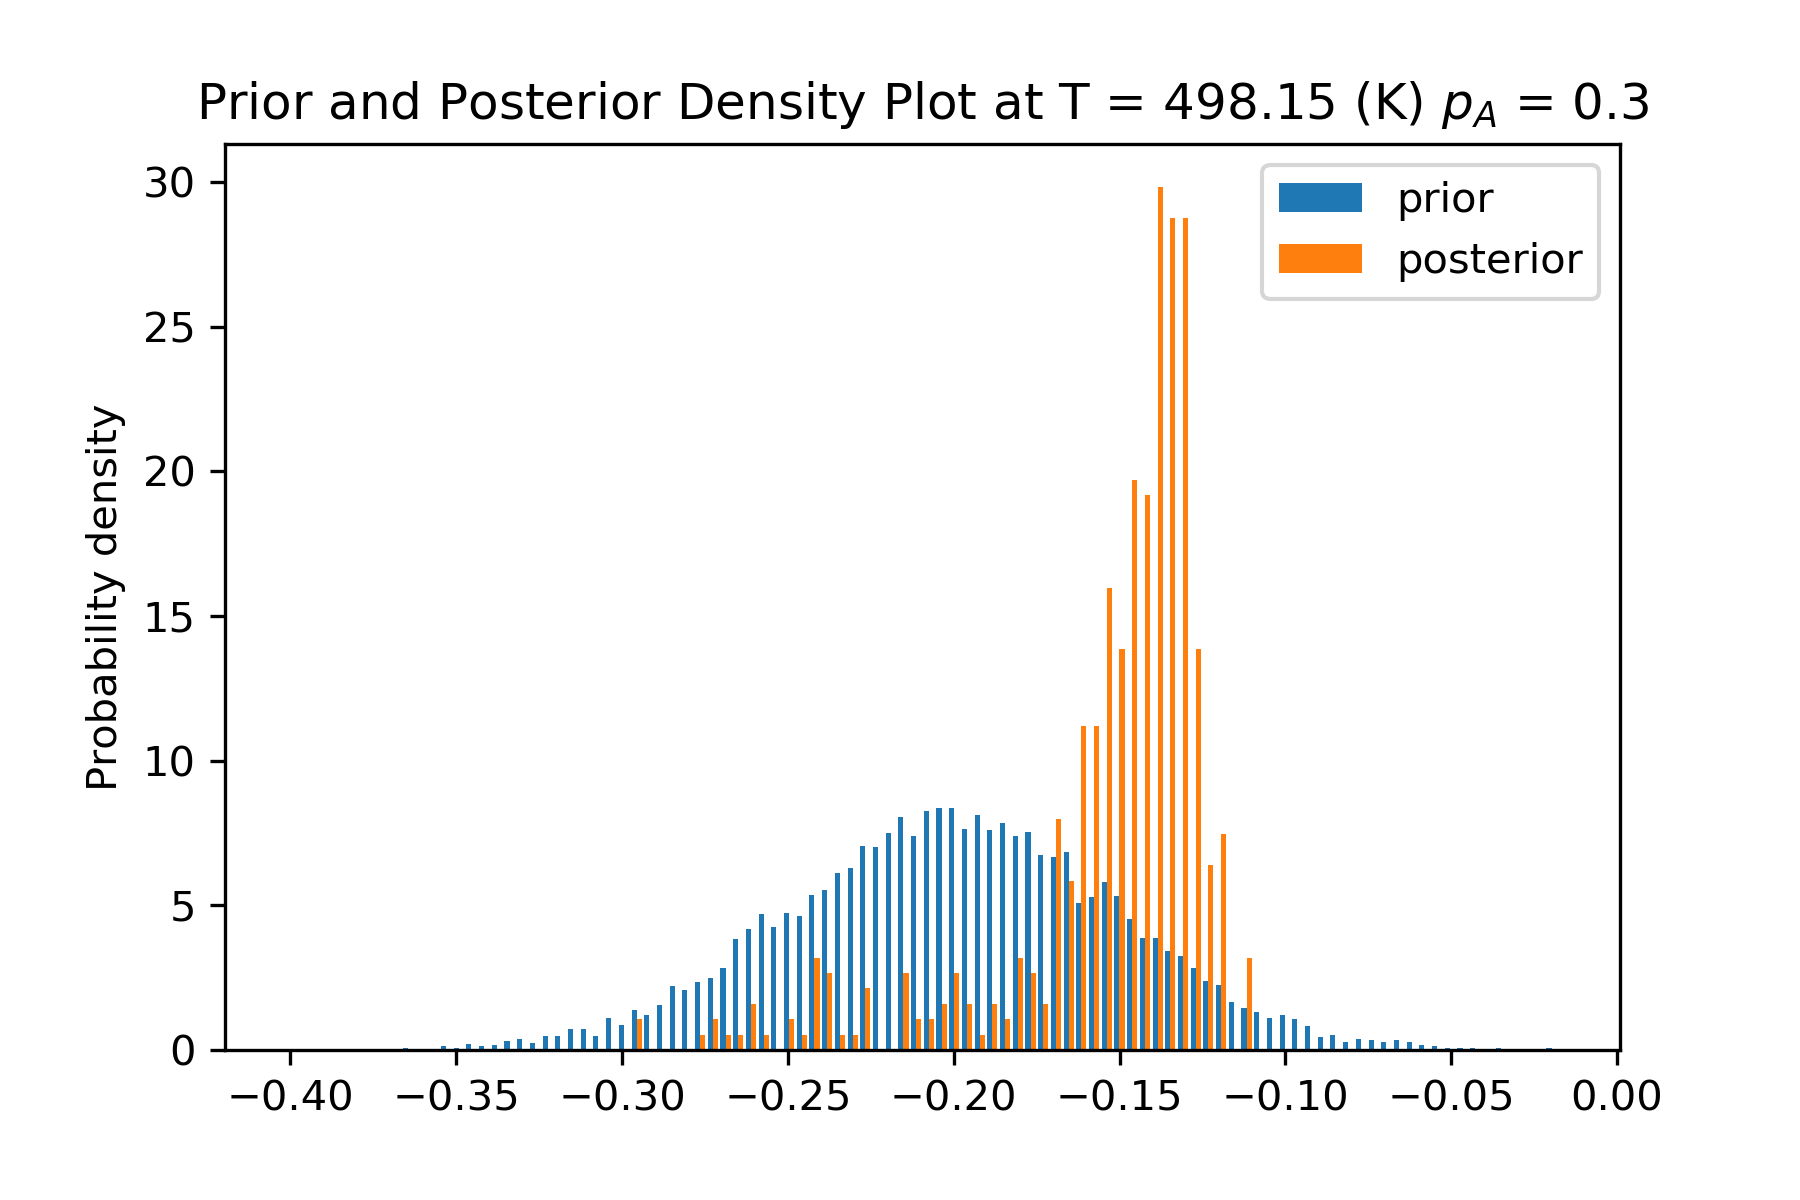 Prior and Posterior Density Plot at T = 498.15 (K) p_A = 0.3
prior
posterior
Probability density
30
25
20
15
10
5
0
−0.40 −0.35 −0.30 −0.25 −0.20 −0.15 −0.10 −0.05 0.00